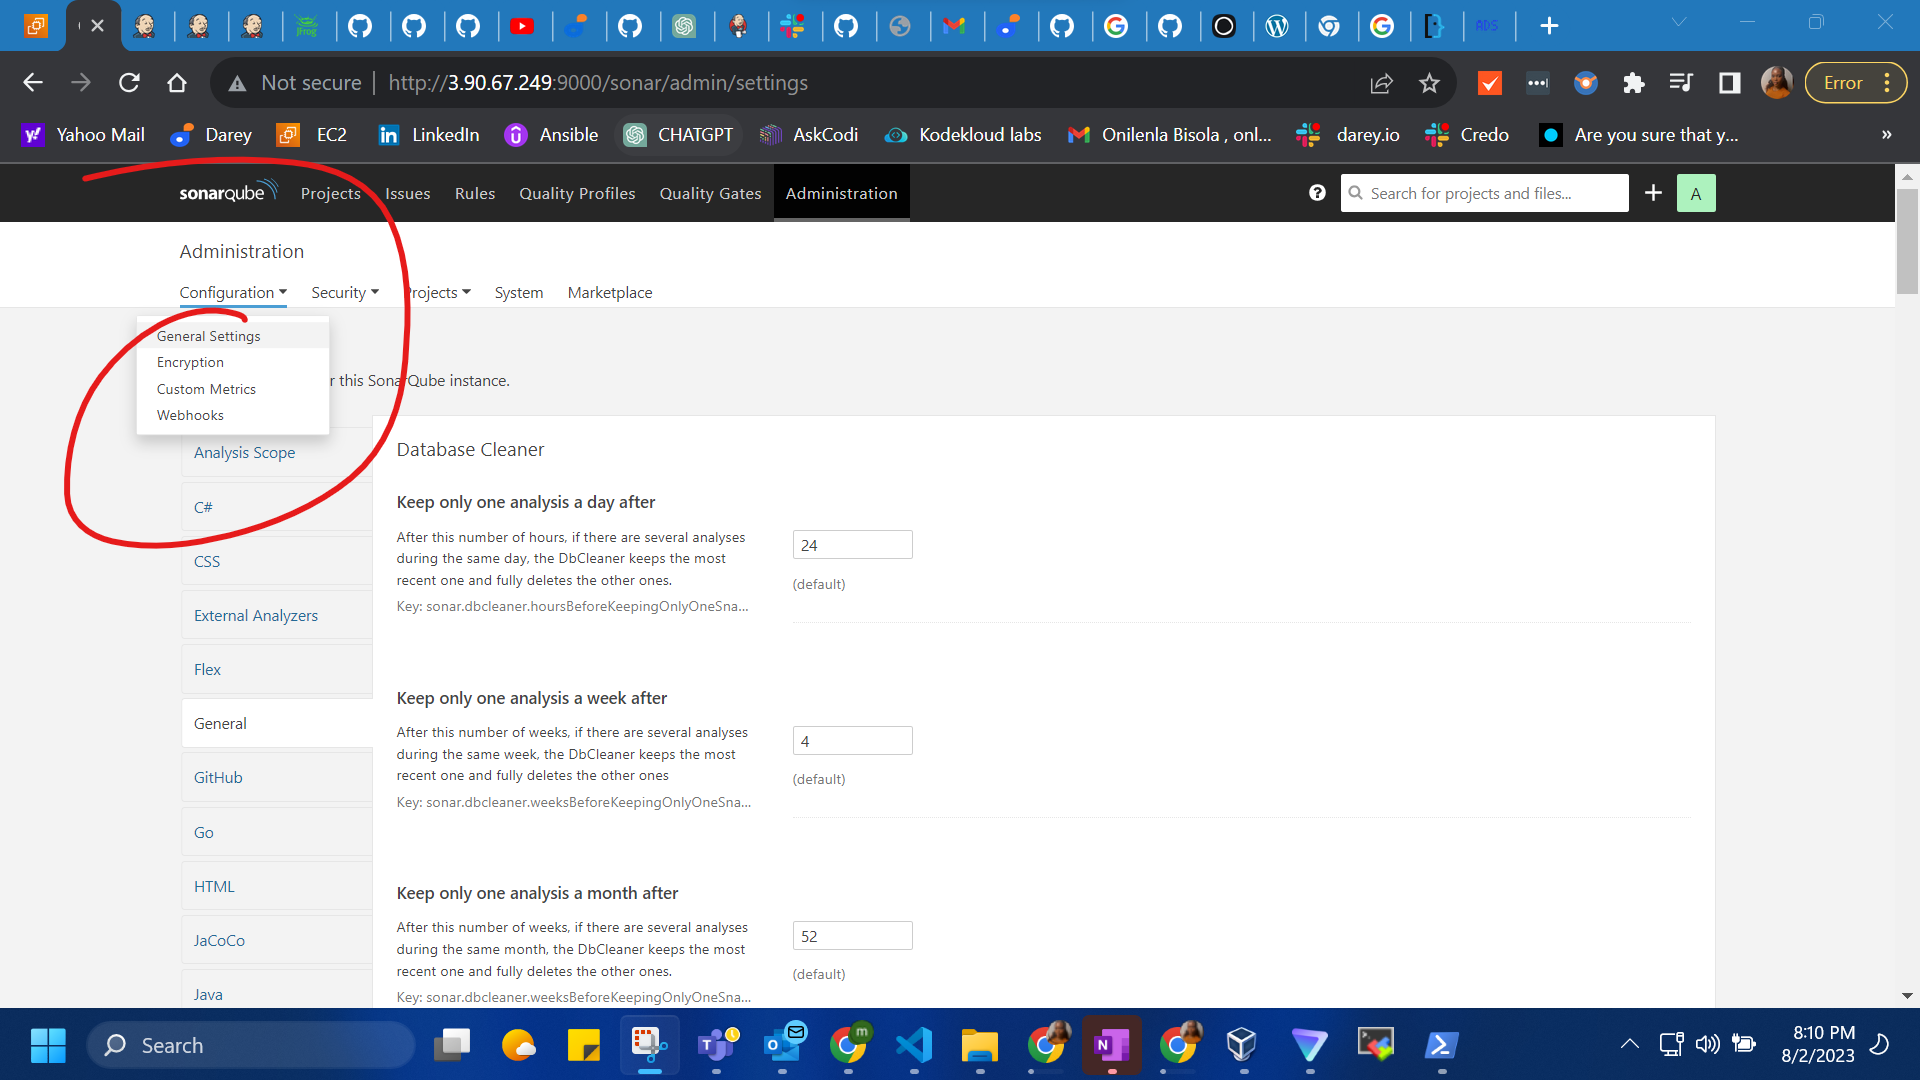 Not secure http://3.90.67.249:9000/sonar/admin/settings Error
Yahoo Mail Darey EC2 LinkedIn Ansible CHATGPT AskCodi Kodekloud labs Onilenla Bisola , onl... darey.io Credo Are you sure that y... »
sonarqube Projects Issues Rules Quality Profiles Quality Gates Administration Search for projects and files... A
Administration
Configuration Security Projects System Marketplace
General Settings
Encryption
r this SonarQube instance.
Custom Metrics
Webhooks
Analysis Scope
C#
CSS
External Analyzers
Flex
General
GitHub
Go
HTML
JaCoCo
Java
Database Cleaner
Keep only one analysis a day after
After this number of hours, if there are several analyses
during the same day, the DbCleaner keeps the most
recent one and fully deletes the other ones.
Key: sonar.dbcleaner.hoursBeforeKeepingOnlyOneSna...
24
(default)
Keep only one analysis a week after
After this number of weeks, if there are several analyses
during the same week, the DbCleaner keeps the most
recent one and fully deletes the other ones
Key: sonar.dbcleaner.weeksBeforeKeepingOnlyOneSna...
4
(default)
Keep only one analysis a month after
After this number of weeks, if there are several analyses
during the same month, the DbCleaner keeps the most
recent one and fully deletes the other ones.
Key: sonar.dbcleaner.weeksBeforeKeepingOnlyOneSna...
52
(default)
Search
8:10 PM
8/2/2023